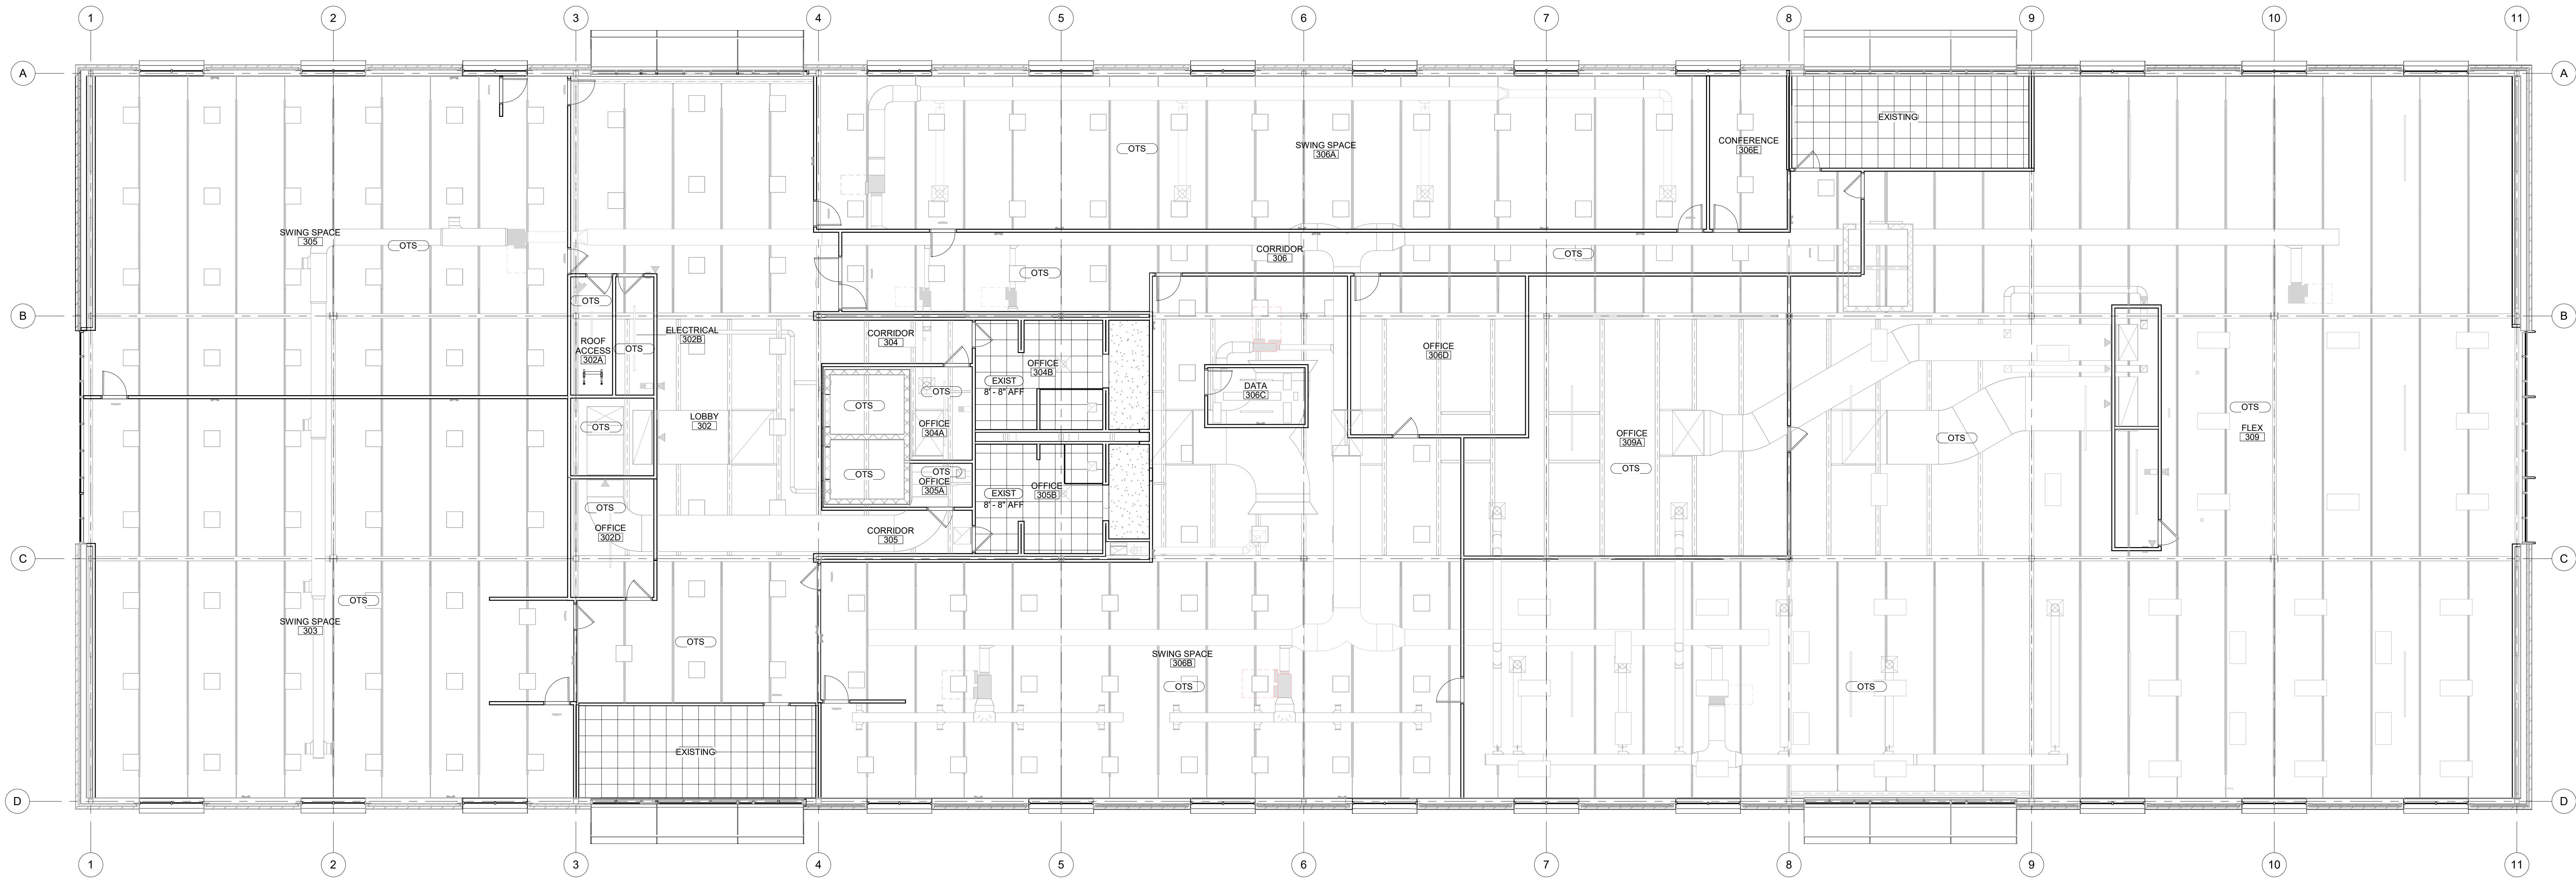 1 2 3 4 5 6 7 8 9 10 11
A A
EXISTING
CONFERENCE
306E
OTS
SWING SPACE
306A
SWING SPACE
305
OTS
CORRIDOR
306
OTS
OTS
OTS
B B
ELECTRICAL
302B
CORRIDOR
304
ROOF
ACCESS
302A
OTS
OFFICE
304B
OFFICE
306D
EXIST
8' - 8" AFF
OTS
DATA
306C
OTS
OTS
FLEX
309
LOBBY
302
OTS
OFFICE
304A
OFFICE
309A
OTS
OTS
OTS
OTS
OFFICE
305A
EXIST
8' - 8" AFF
OFFICE
305B
OTS
OFFICE
302D
CORRIDOR
305
C C
OTS
SWING SPACE
303
OTS
SWING SPACE
306B
OTS
OTS
EXISTING
D D
1 2 3 4 5 6 7 8 9 10 11